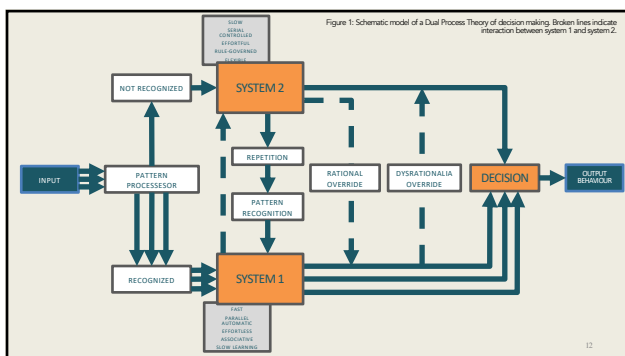 Figure 1: Schematic model of a Dual Process Theory of decision making. Broken lines indicate
interaction between system 1 and system 2.
SLOW
SERIAL
CONTROLLED
EFFORTFUL
RULE-GOVERNED
FLEXIBLE
NOT RECOGNIZED
SYSTEM 2
REPETITION
INPUT
PATTERN
PROCESSESOR
RATIONAL
OVERRIDE
DYSRATIONALIA
OVERRIDE
DECISION
OUTPUT
BEHAVIOUR
PATTERN
RECOGNITION
RECOGNIZED
SYSTEM 1
FAST
PARALLEL
AUTOMATIC
EFFORTLESS
ASSOCIATIVE
SLOW LEARNING
12